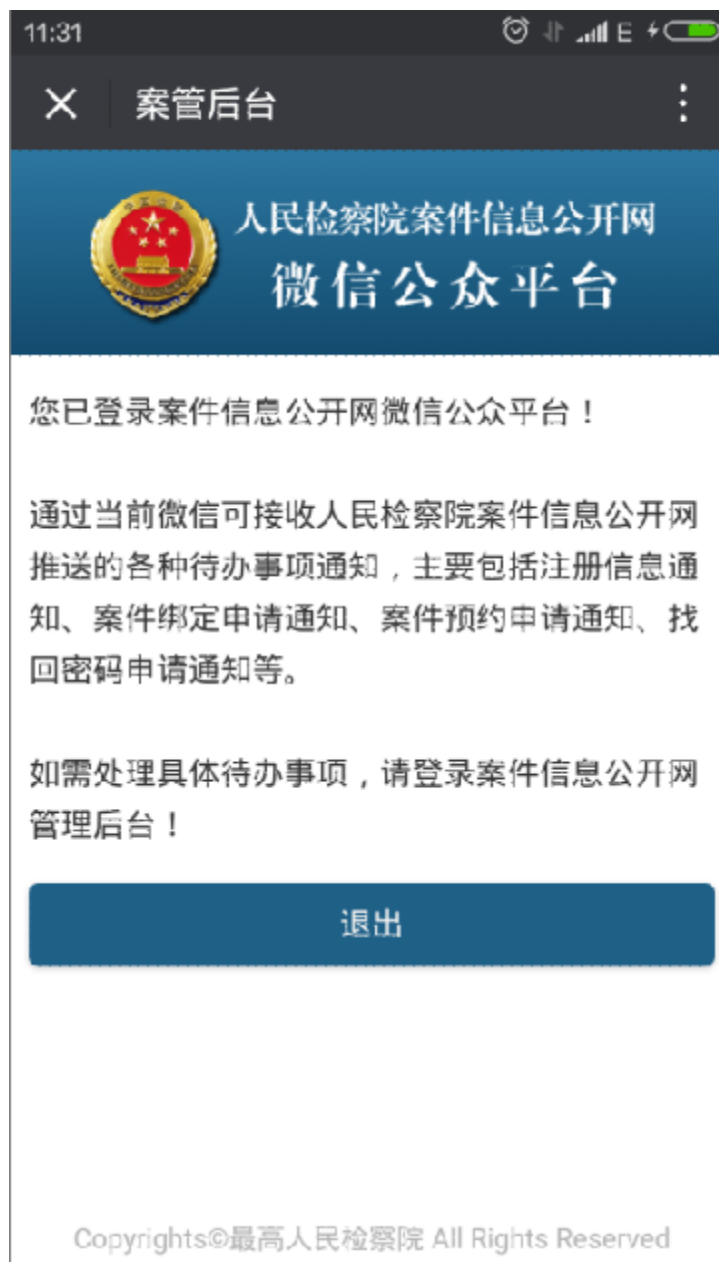 11:31
E
案管后台
人民检察院案件信息公开网
微信公众平台
您已登录案件信息公开网微信公众平台！
通过当前微信可接收人民检察院案件信息公开网
推送的各种待办事项通知，主要包括注册信息通
知、案件绑定申请通知、案件预约申请通知、找
回密码申请通知等。
如需处理具体待办事项，请登录案件信息公开网
管理后台！
退出
Copyrights©最高人民检察院 All Rights Reserved